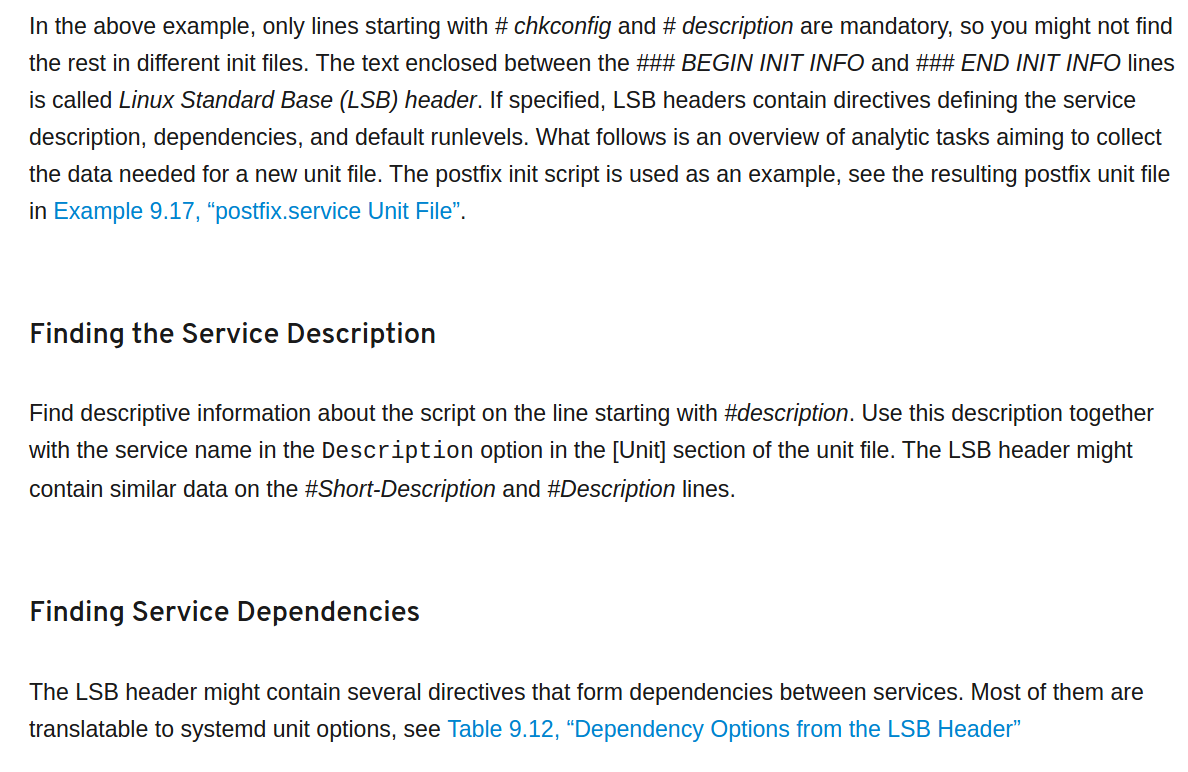 In the above example, only lines starting with # chkconfig and # description are mandatory, so you might not find
the rest in different init files. The text enclosed between the ### BEGIN INIT INFO and ### END INIT INFO lines
is called Linux Standard Base (LSB) header. If specified, LSB headers contain directives defining the service
description, dependencies, and default runlevels. What follows is an overview of analytic tasks aiming to collect
the data needed for a new unit file. The postfix init script is used as an example, see the resulting postfix unit file
in Example 9.17, “postfix.service Unit File”.
Finding the Service Description
Find descriptive information about the script on the line starting with #description. Use this description together
with the service name in the Description option in the [Unit] section of the unit file. The LSB header might
contain similar data on the #Short-Description and #Description lines.
Finding Service Dependencies
The LSB header might contain several directives that form dependencies between services. Most of them are
translatable to systemd unit options, see Table 9.12, “Dependency Options from the LSB Header”